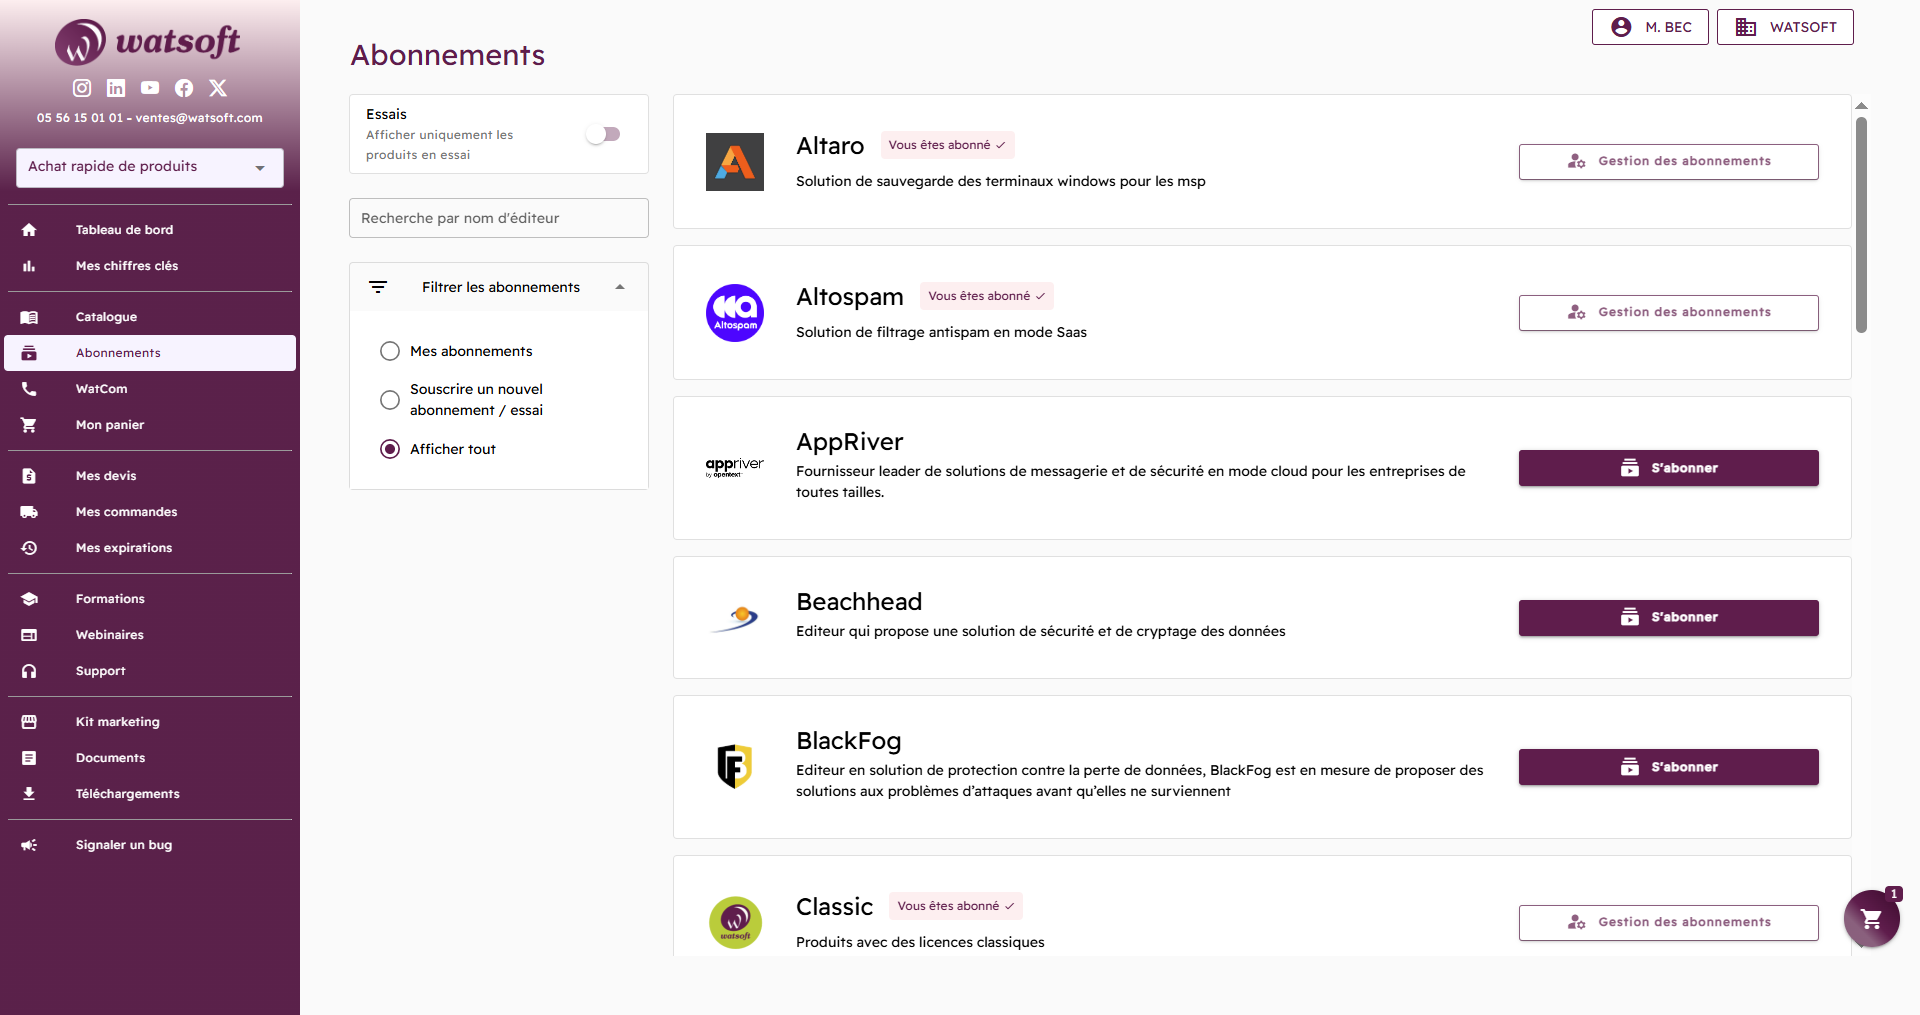 watsoft
05 56 15 01 01 - ventes@watsoft.com
Achat rapide de produits
Tableau de bord
Mes chiffres clés
Catalogue
Abonnements
WatCom
Mon panier
Mes devis
Mes commandes
Mes expirations
Formations
Webinaires
Support
Kit marketing
Documents
Téléchargements
Signaler un bug
M. BEC
WATSOFT
Abonnements
Essais
Afficher uniquement les
produits en essai
Recherche par nom d'éditeur
Filtrer les abonnements
Mes abonnements
Souscrire un nouvel
abonnement / essai
Afficher tout
Altaro
Vous êtes abonné
Solution de sauvegarde des terminaux windows pour les msp
Gestion des abonnements
Altospam
Altospam
Vous êtes abonné
Solution de filtrage antispam en mode Saas
Gestion des abonnements
appriver
by opentext
AppRiver
Fournisseur leader de solutions de messagerie et de sécurité en mode cloud pour les entreprises de
toutes tailles.
S'abonner
Beachhead
Editeur qui propose une solution de sécurité et de cryptage des données
S'abonner
BlackFog
Editeur en solution de protection contre la perte de données, BlackFog est en mesure de proposer des
solutions aux problèmes d’attaques avant qu’elles ne surviennent
S'abonner
watsoft
Classic
Vous êtes abonné
Produits avec des licences classiques
Gestion des abonnements
1